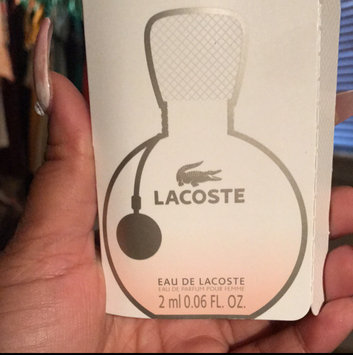 LACOSTE
EAU DE LACOSTE
EAU DE PARFUM POUR FEMME
2 ml 0.06 FL. OZ.